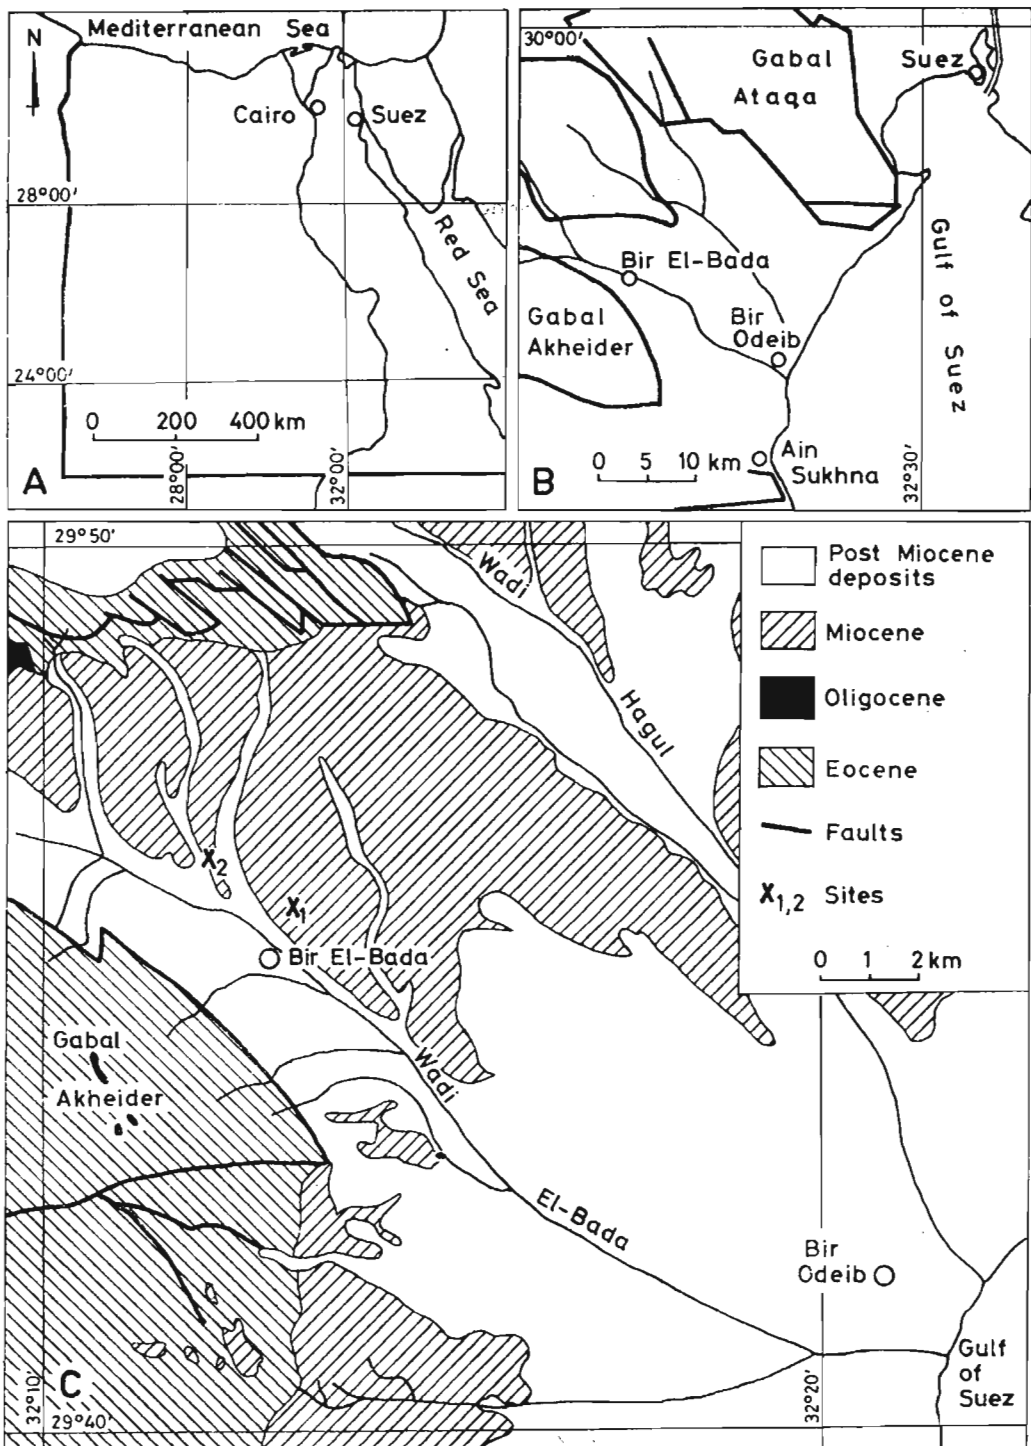 Mediterranean Sea
N
Cairo
Suez
28°00'
Red Sea
24°00'
0 200 400 km
A
28°00'
32°00'
30°00'
Gabal
Ataqa
Suez
Bir El-Bada
Gulf of Suez
Gabal
Akheider
Bir
Odeib
0 5 10 km
Ain
Sukhna
B
32°30'
29°50'
Wadi
Hagul
Post Miocene
deposits
Miocene
Oligocene
Eocene
Faults
X1,2 Sites
0 1 2 km
X2
X1
Bir El-Bada
Gabal
Akheider
Wadi
El-Bada
Bir
Odeib
Gulf
of
Suez
C
32°10'
29°40'
32°20'